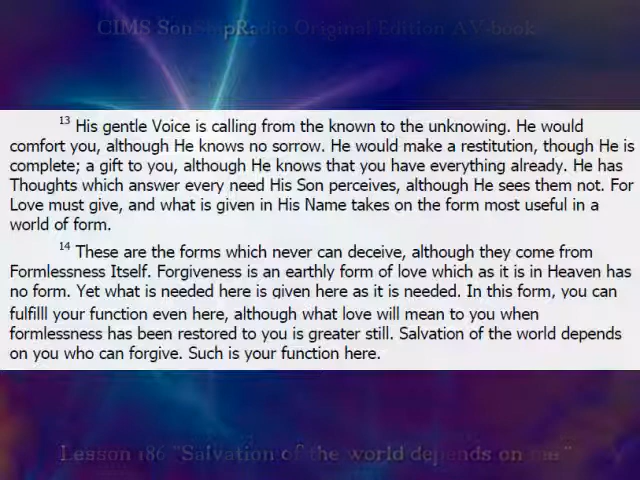 CIMS SonShipRadio Original Edition AV-book
13 His gentle Voice is calling from the known to the unknowing. He would
comfort you, although He knows no sorrow. He would make a restitution, though He is
complete; a gift to you, although He knows that you have everything already. He has
Thoughts which answer every need His Son perceives, although He sees them not. For
Love must give, and what is given in His Name takes on the form most useful in a
world of form.
14 These are the forms which never can deceive, although they come from
Formlessness Itself. Forgiveness is an earthly form of love which as it is in Heaven has
no form. Yet what is needed here is given here as it is needed. In this form, you can
fulfilll your function even here, although what love will mean to you when
formlessness has been restored to you is greater still. Salvation of the world depends
on you who can forgive. Such is your function here.
Lesson 186 "Salvation of the world depends on me"